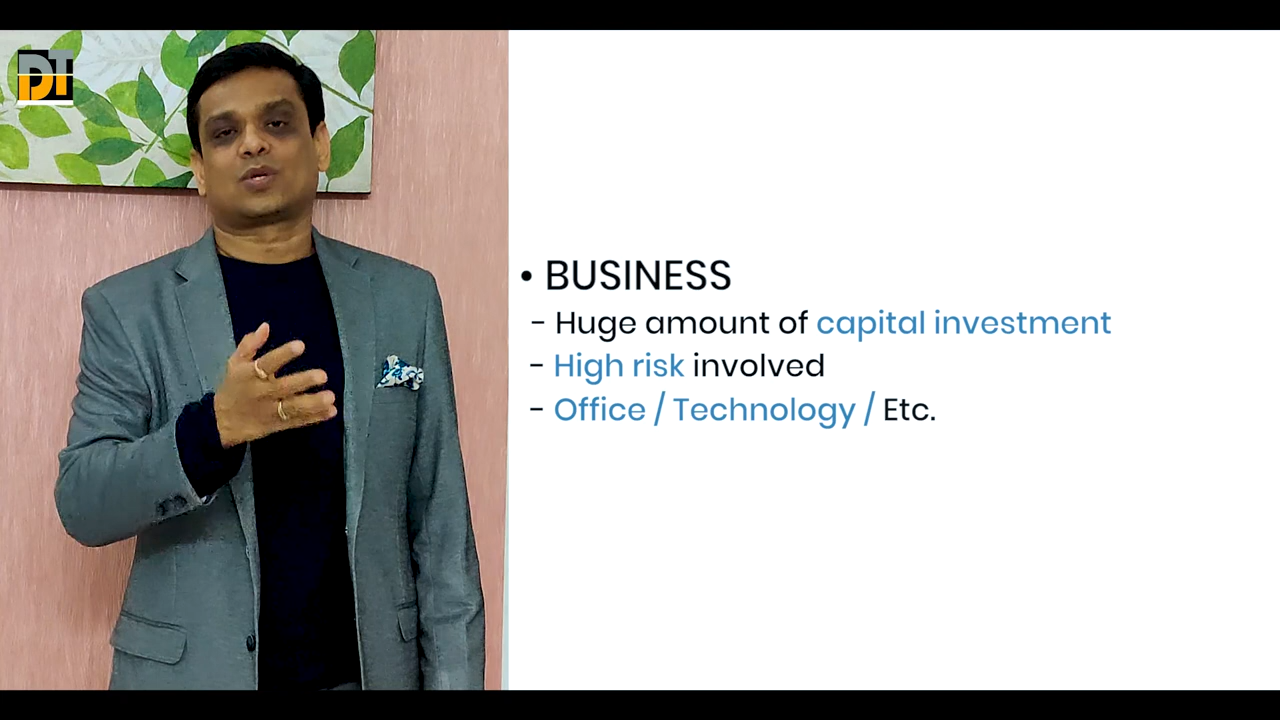 DT
• BUSINESS
- Huge amount of capital investment
- High risk involved
- Office / Technology / Etc.